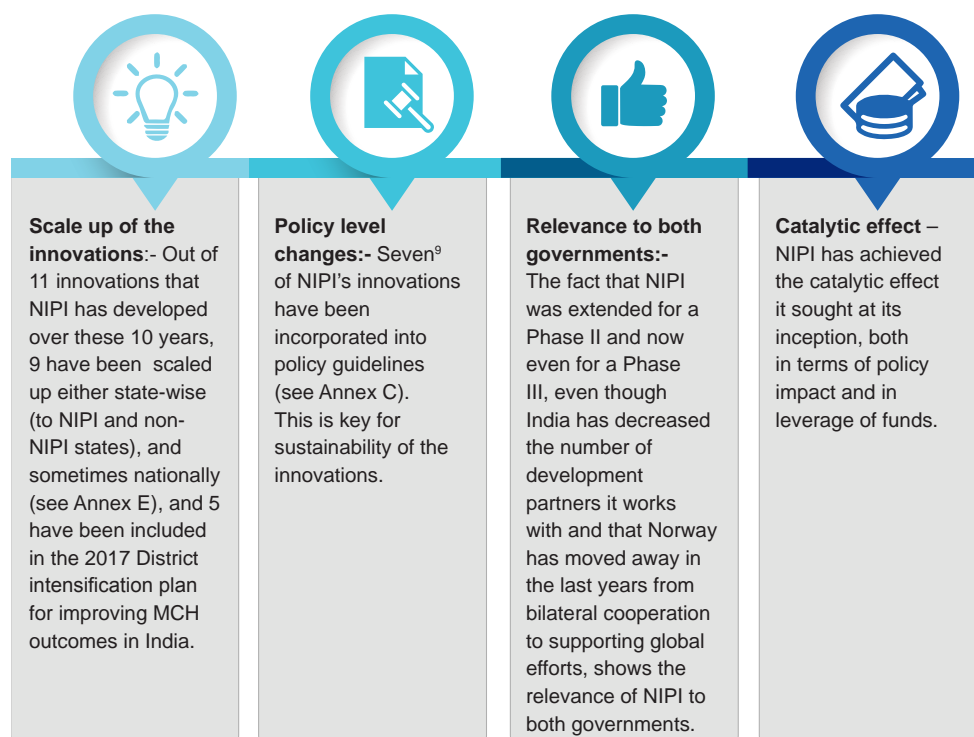 Scale up of the
innovations:- Out of
11 innovations that
NIPI has developed
over these 10 years,
9 have been  scaled
up either state-wise
(to NIPI and non-
NIPI states), and
sometimes nationally
(see Annex E), and 5
have been included
in the 2017 District
intensification plan
for improving MCH
outcomes in India.
Policy level
changes:- Seven⁹
of NIPI's innovations
have been
incorporated into
policy guidelines
(see Annex C).
This is key for
sustainability of the
innovations.
Relevance to both
governments:-
The fact that NIPI
was extended for a
Phase II and now
even for a Phase
III, even though
India has decreased
the number of
development
partners it works
with and that Norway
has moved away in
the last years from
bilateral cooperation
to supporting global
efforts, shows the
relevance of NIPI to
both governments.
Catalytic effect –
NIPI has achieved
the catalytic effect
it sought at its
inception, both
in terms of policy
impact and in
leverage of funds.